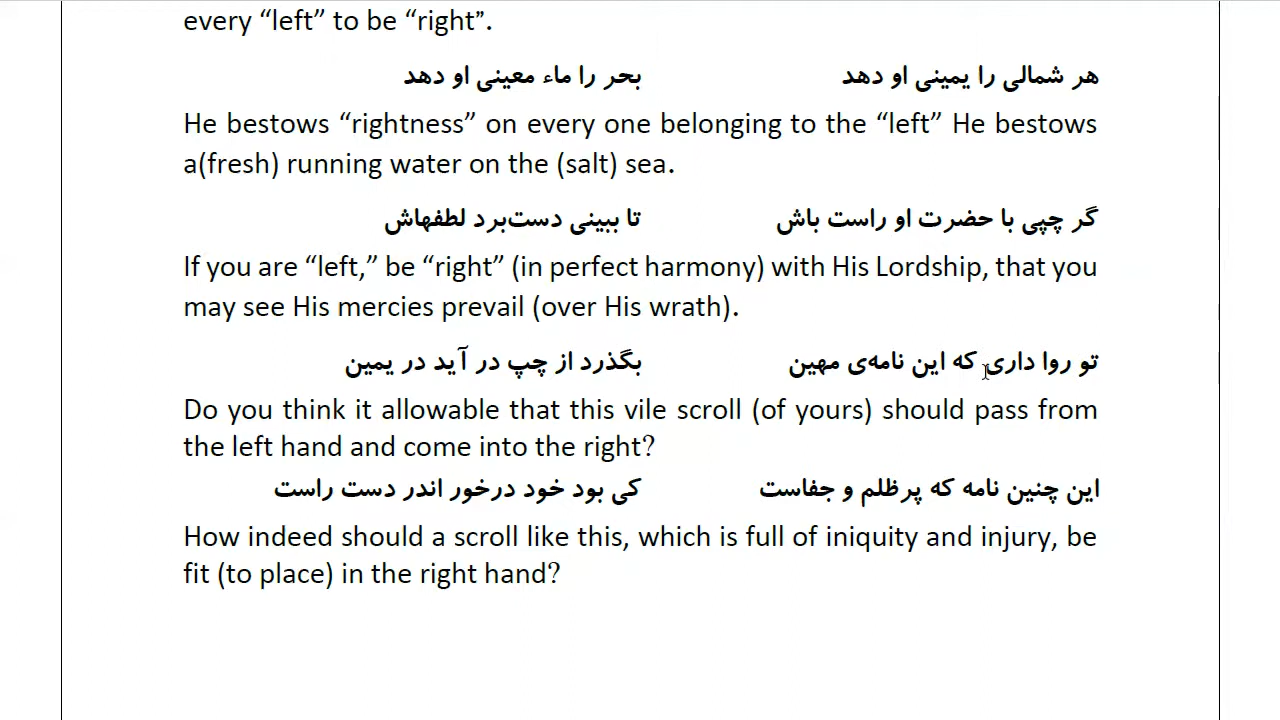 every “left” to be “right”.
هر شمالی را یمینی او دهد بحر را ماء معینی او دهد
He bestows “rightness” on every one belonging to the “left” He bestows
a(fresh) running water on the (salt) sea.
گر چپی با حضرت او راست باش تا ببینی دست‌برد لطفهاش
If you are “left,” be “right” (in perfect harmony) with His Lordship, that you
may see His mercies prevail (over His wrath).
تو روا داری که این نامه‌ی مهین بگذرد از چپ در آید در یمین
Do you think it allowable that this vile scroll (of yours) should pass from
the left hand and come into the right?
این چنین نامه که پرظلم و جفاست کی بود خود درخور اندر دست راست
How indeed should a scroll like this, which is full of iniquity and injury, be
fit (to place) in the right hand?